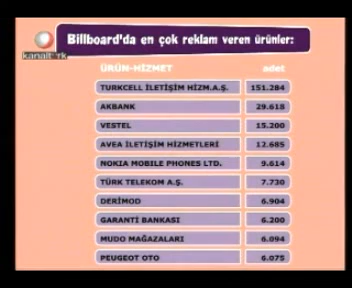 Billboard'da en çok reklam veren ürünler:
kanaltürk
ÜRÜN-HİZMET adet
TURKCELL İLETİŞİM HİZM.A.Ş. 151.284
AKBANK 29.618
VESTEL 15.200
AVEA İLETİŞİM HİZMETLERİ 12.685
NOKIA MOBILE PHONES LTD. 9.614
TÜRK TELEKOM A.Ş. 7.730
DERİMOD 6.904
GARANTİ BANKASI 6.200
MUDO MAĞAZALARI 6.094
PEUGEOT OTO 6.075